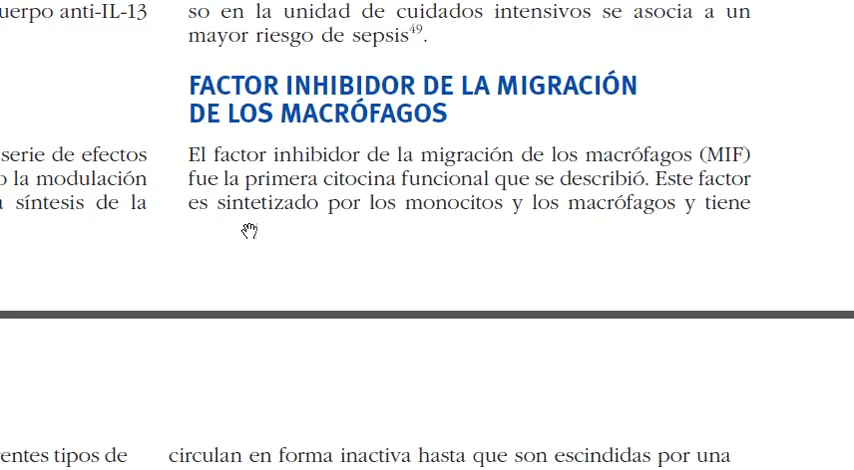 uerpo anti-IL-13
serie de efectos
la modulación
síntesis de la
so en la unidad de cuidados intensivos se asocia a un
mayor riesgo de sepsis49.
FACTOR INHIBIDOR DE LA MIGRACIÓN
DE LOS MACRÓFAGOS
El factor inhibidor de la migración de los macrófagos (MIF)
fue la primera citocina funcional que se describió. Este factor
es sintetizado por los monocitos y los macrófagos y tiene
rentes tipos de
circulan en forma inactiva hasta que son escindidas por una